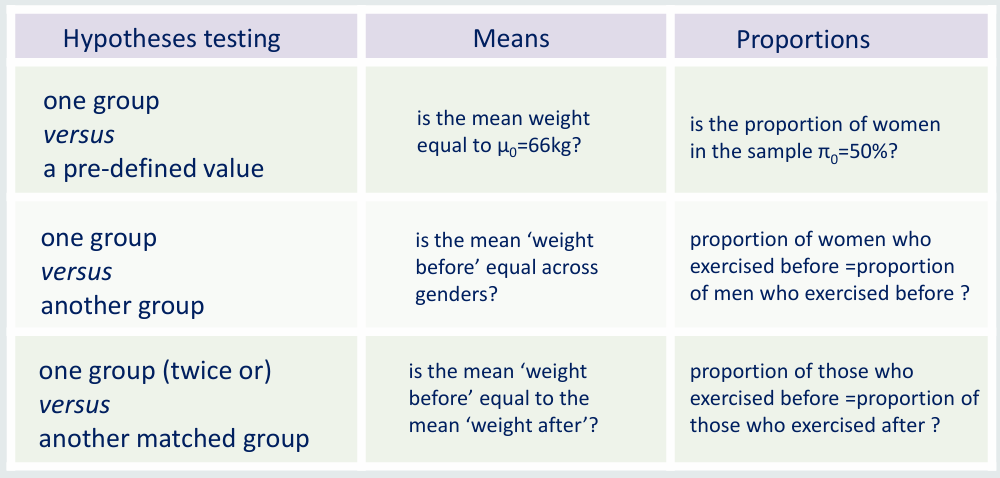 Hypotheses testing
Means
Proportions
one group
versus
a pre-defined value
is the mean weight
equal to μ₀=66kg?
is the proportion of women
in the sample π₀=50%?
one group
versus
another group
is the mean ‘weight
before’ equal across
genders?
proportion of women who
exercised before =proportion
of men who exercised before ?
one group (twice or)
versus
another matched group
is the mean ‘weight
before’ equal to the
mean ‘weight after’?
proportion of those who
exercised before =proportion of
those who exercised after ?